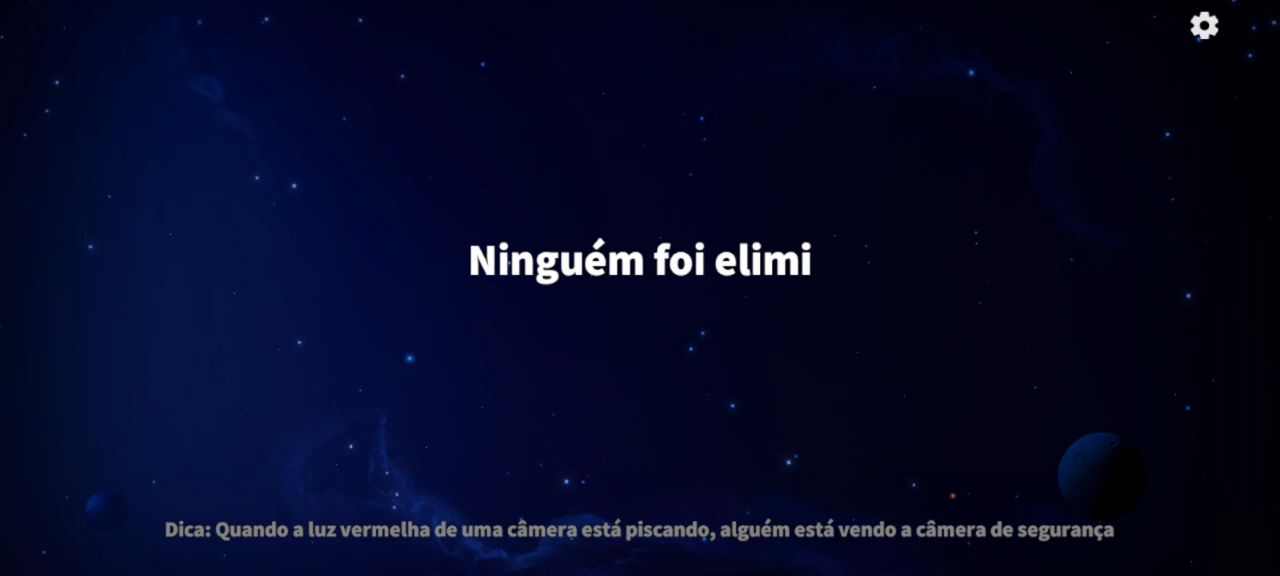 Ninguém foi elimi
Dica: Quando a luz vermelha de uma câmera está piscando, alguém está vendo a câmera de segurança